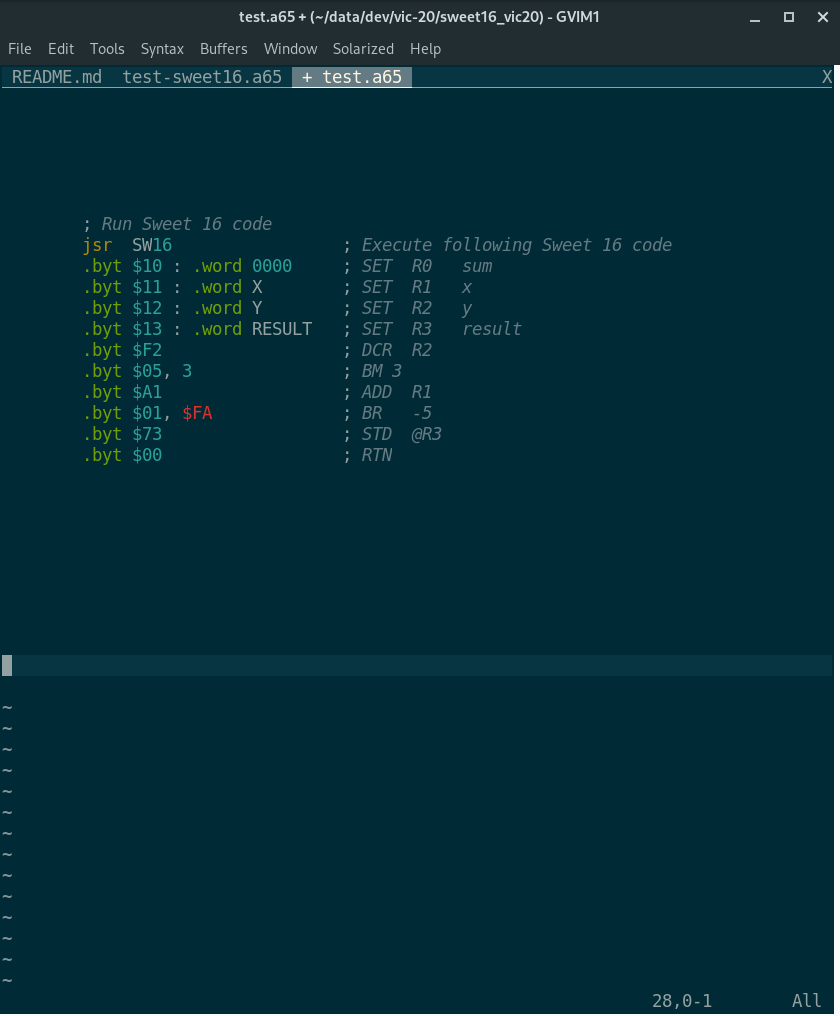 test.a65 + (~/data/dev/vic-20/sweet16_vic20) - GVIM1
File Edit Tools Syntax Buffers Window Solarized Help
README.md test-sweet16.a65 + test.a65 X
; Run Sweet 16 code
jsr SW16 ; Execute following Sweet 16 code
.byt $10 : .word 0000 ; SET R0 sum
.byt $11 : .word X ; SET R1 x
.byt $12 : .word Y ; SET R2 y
.byt $13 : .word RESULT ; SET R3 result
.byt $F2 ; DCR R2
.byt $05, 3 ; BM 3
.byt $A1 ; ADD R1
.byt $01, $FA ; BR -5
.byt $73 ; STD @R3
.byt $00 ; RTN
~
~
~
~
~
~
~
~
~
~
~
~
~
~
28,0-1 All